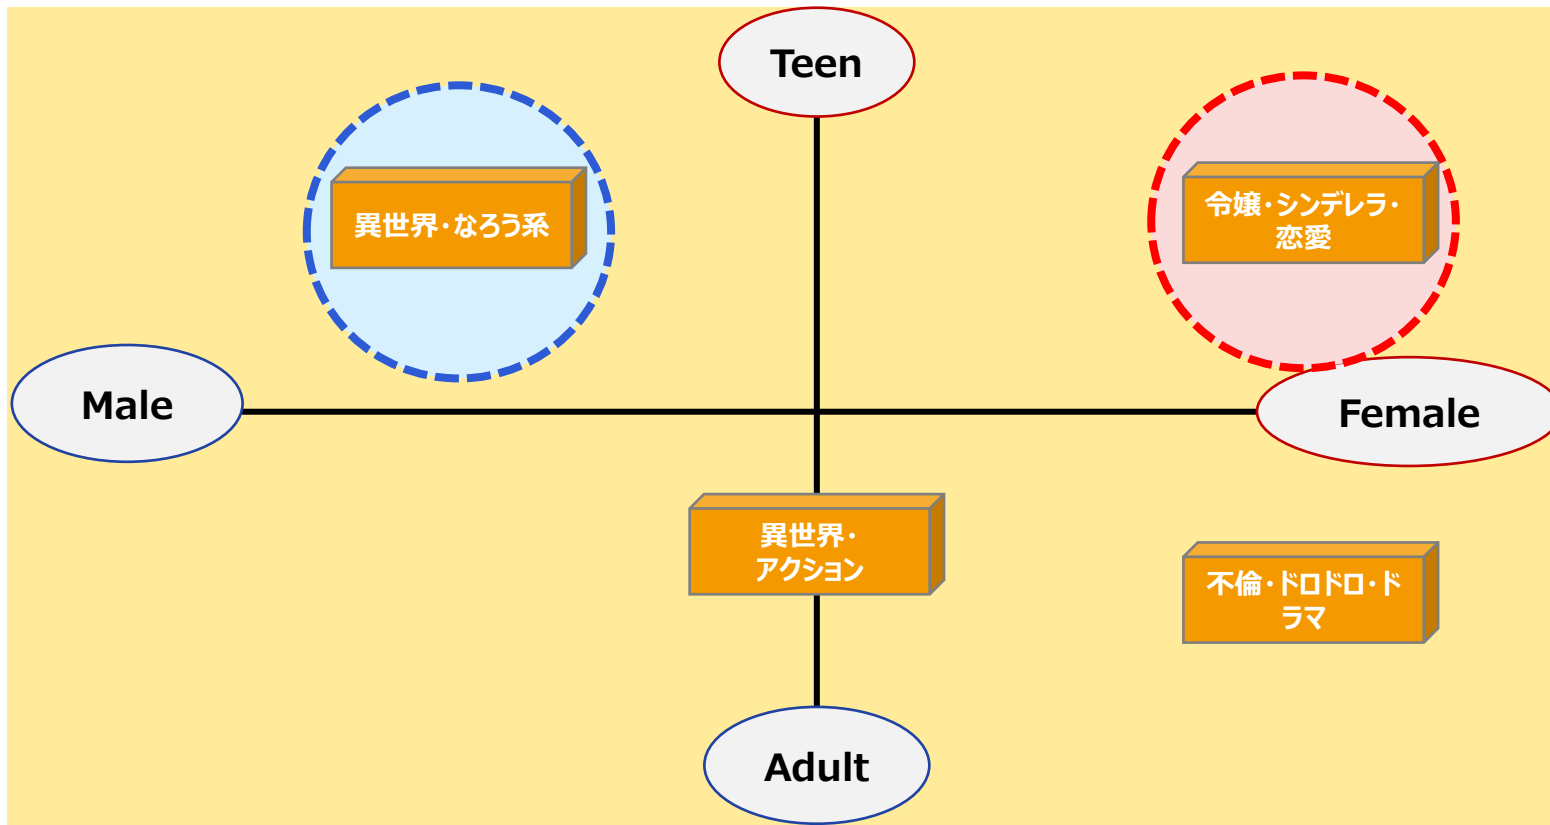 Teen
異世界・なろう系
令嬢・シンデレラ・
恋愛
Male
Female
異世界・
アクション
不倫・ドロドロ・ド
ラマ
Adult